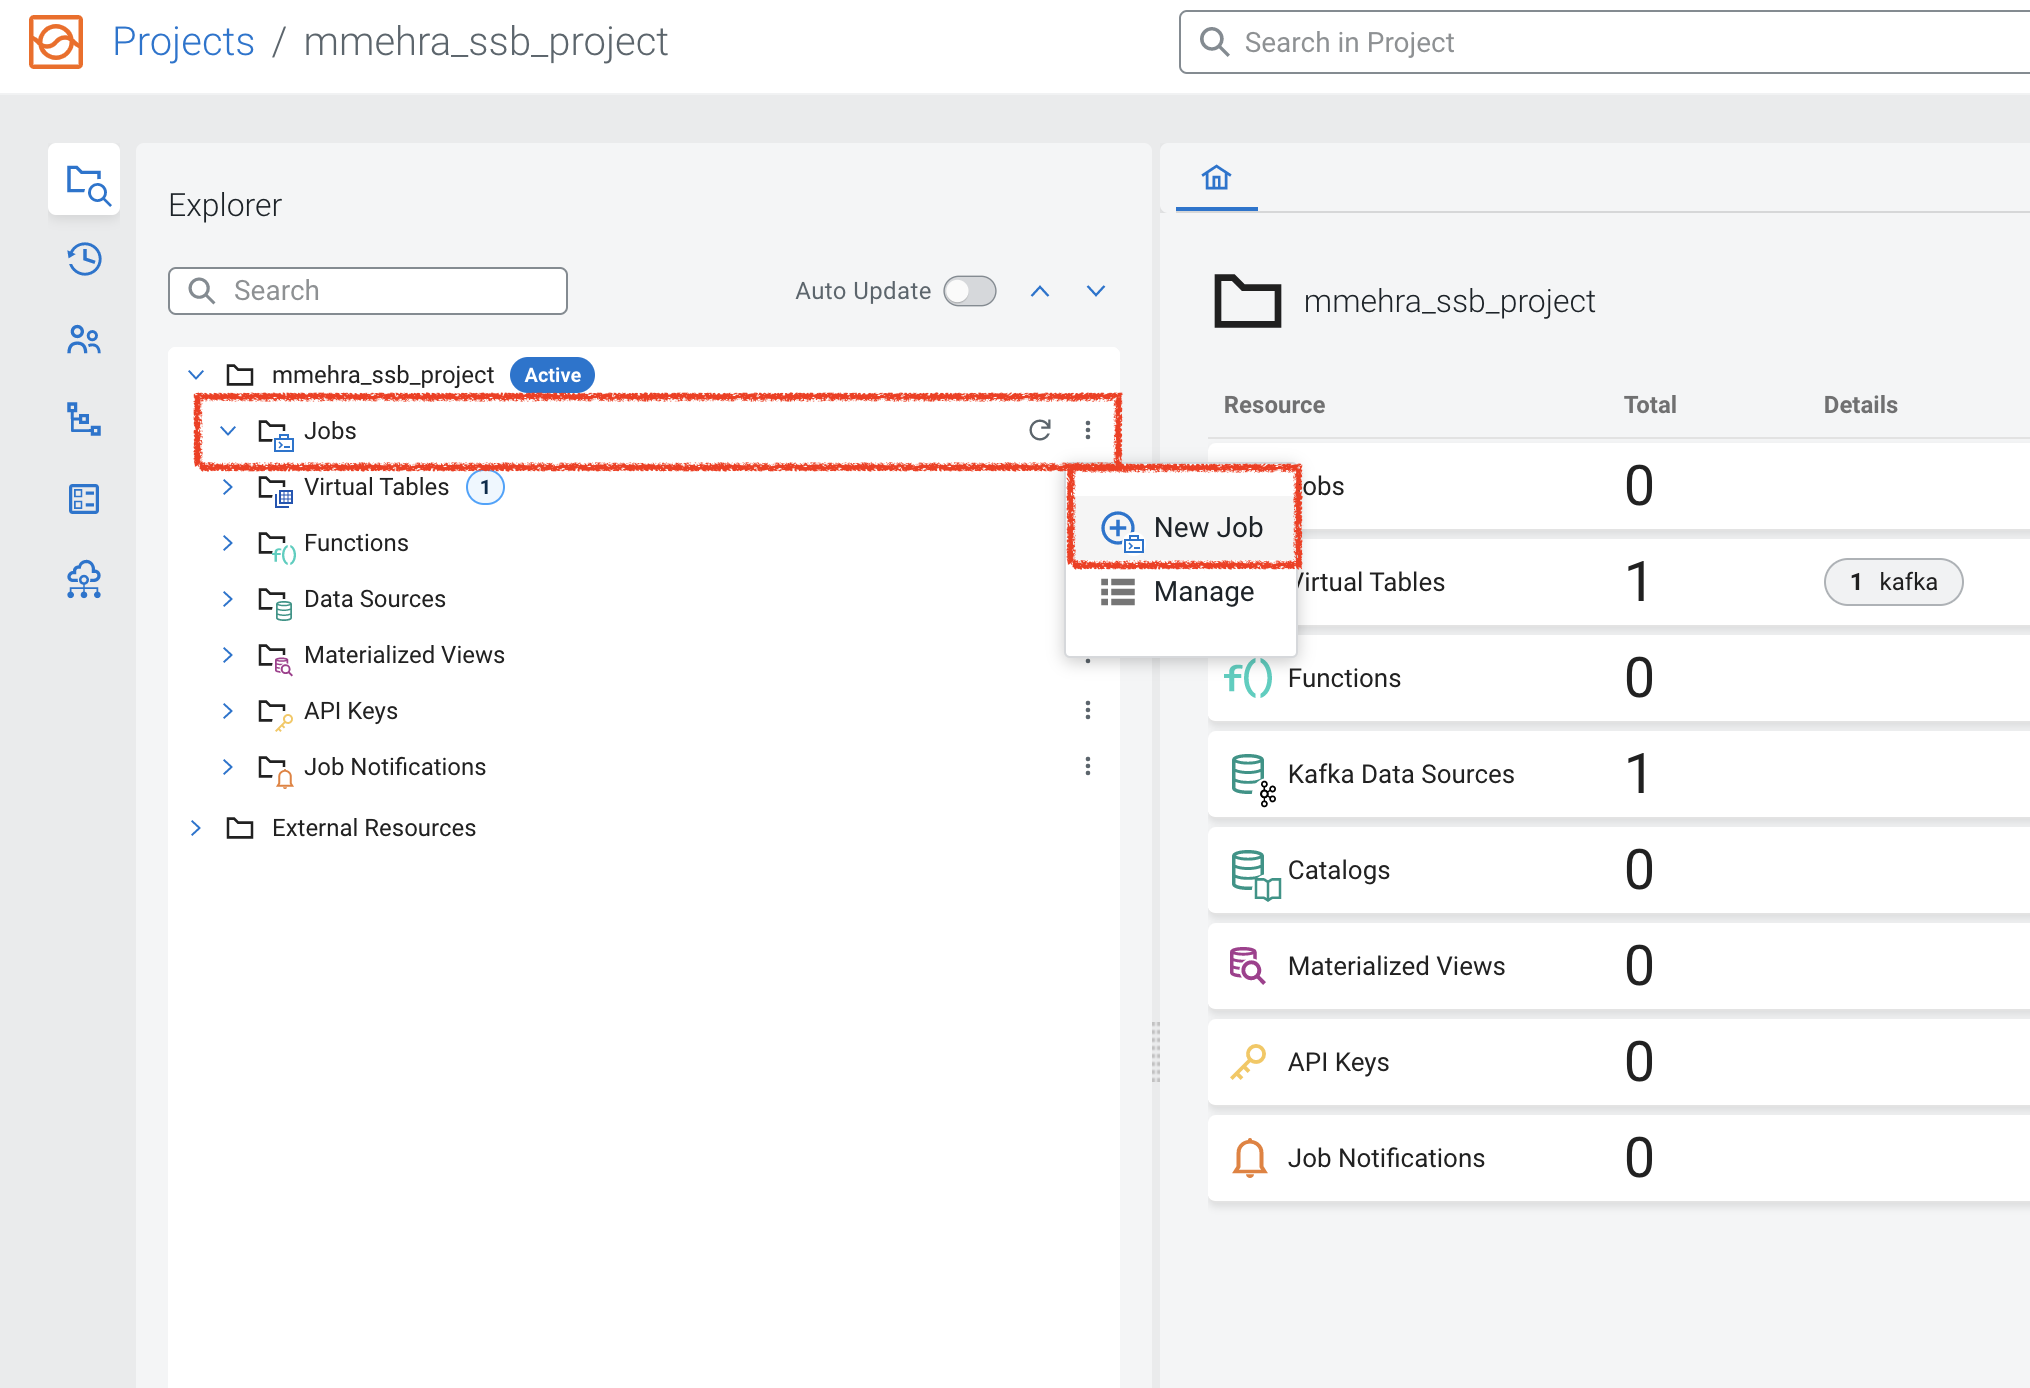 Projects / mmehra_ssb_project
Search in Project
Explorer
Search
Auto Update
mmehra_ssb_project Active
Jobs
Virtual Tables 1
Functions
Data Sources
Materialized Views
API Keys
Job Notifications
External Resources
New Job
Manage
mmehra_ssb_project
Resource Total Details
obs 0
Virtual Tables 1 1 kafka
f() Functions 0
Kafka Data Sources 1
Catalogs 0
Materialized Views 0
API Keys 0
Job Notifications 0